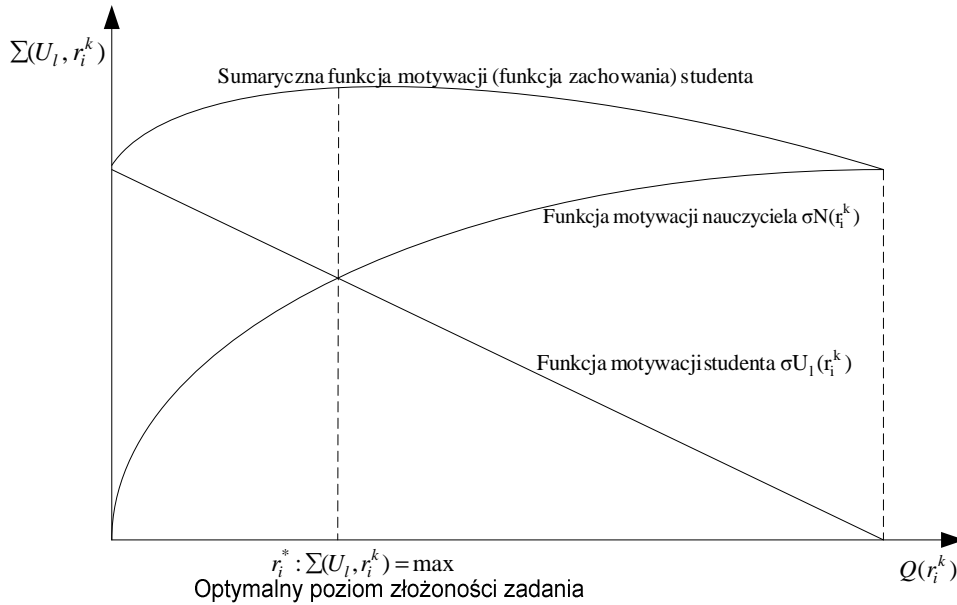 Σ(U_l, r_i^k)
Sumaryczna funkcja motywacji (funkcja zachowania) studenta
Funkcja motywacji nauczyciela σN(r_i^k)
Funkcja motywacji studenta σU_l(r_i^k)
r_i^* : Σ(U_l, r_i^k) = max
Q(r_i^k)
Optymalny poziom złożoności zadania